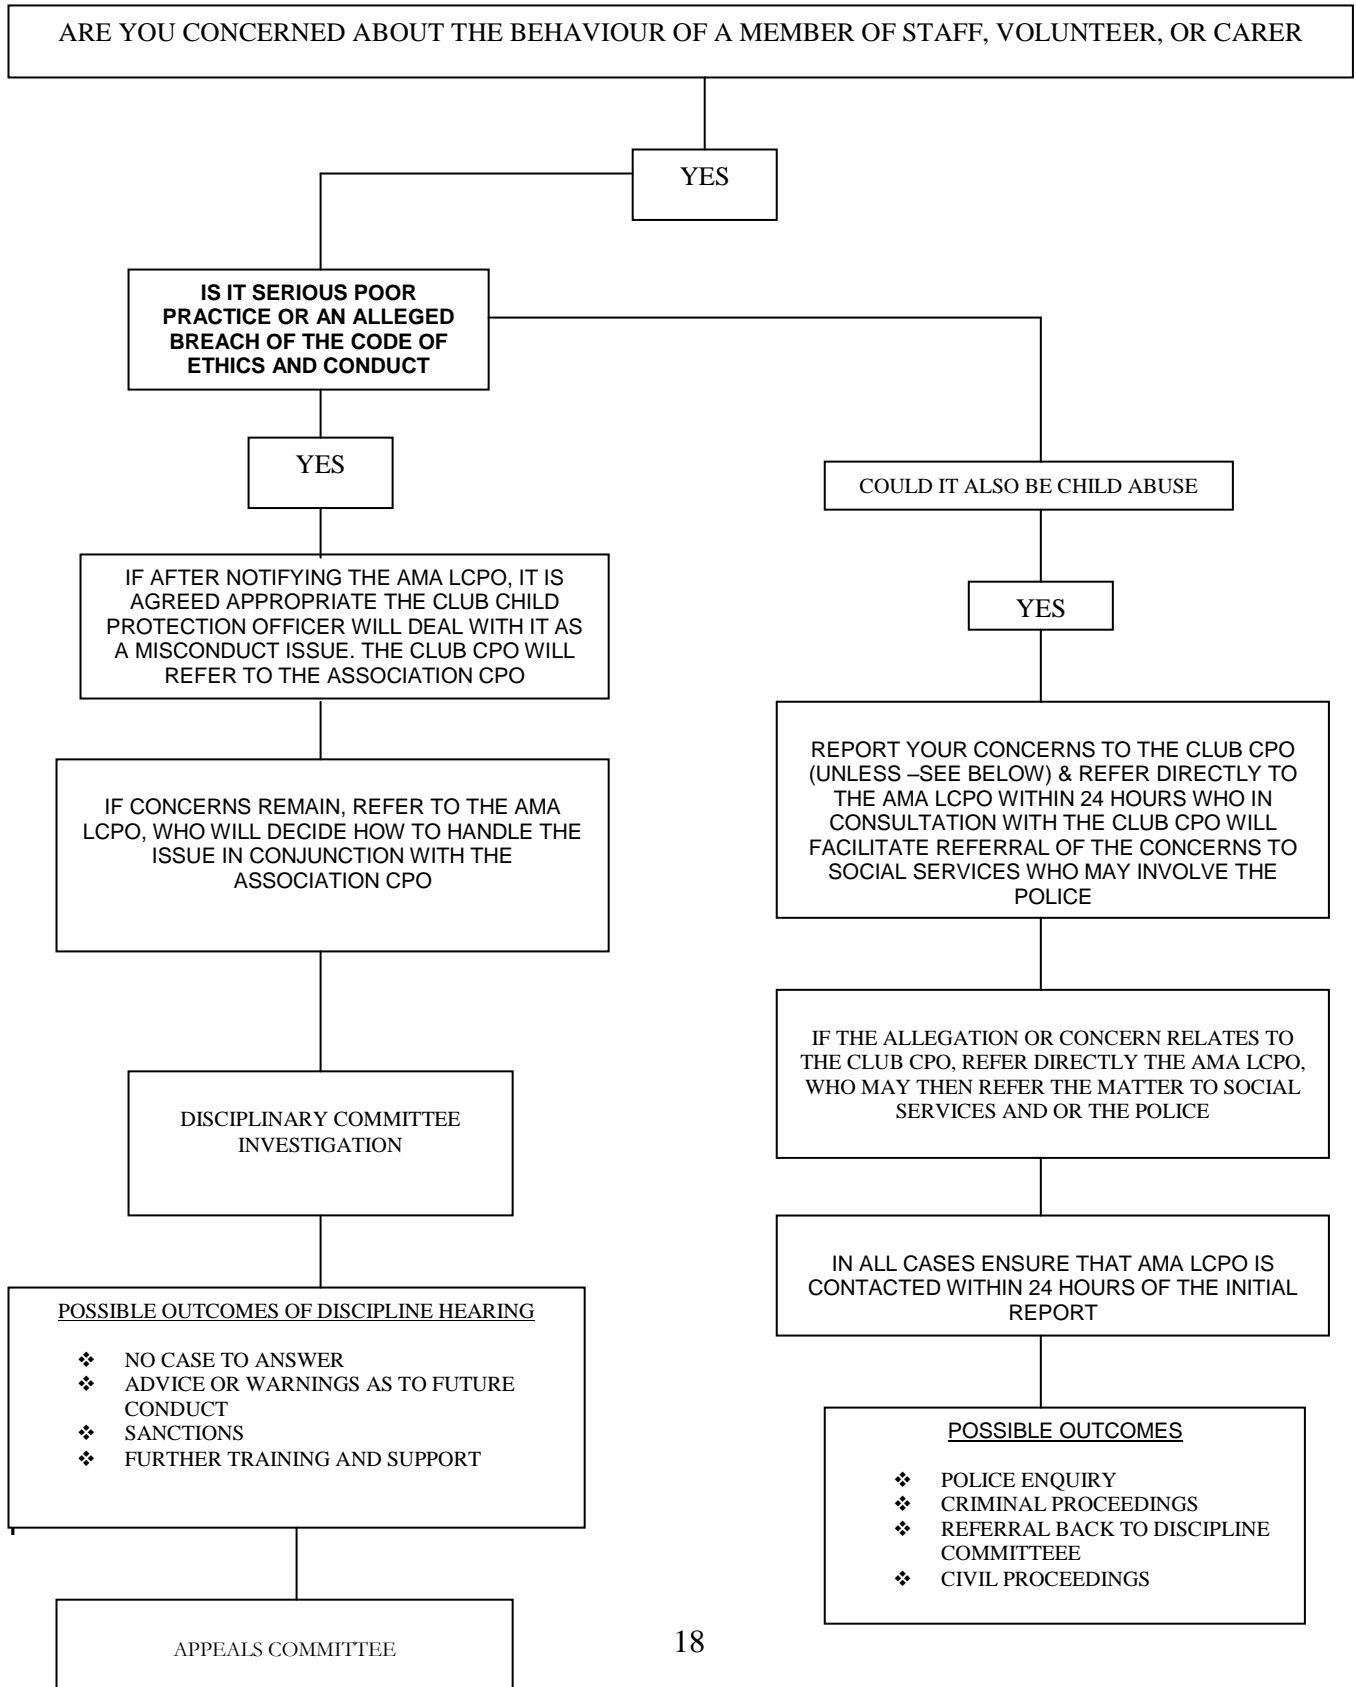 ARE YOU CONCERNED ABOUT THE BEHAVIOUR OF A MEMBER OF STAFF, VOLUNTEER, OR CARER
YES
IS IT SERIOUS POOR
PRACTICE OR AN ALLEGED
BREACH OF THE CODE OF
ETHICS AND CONDUCT
YES
IF AFTER NOTIFYING THE AMA LCPO, IT IS
AGREED APPROPRIATE THE CLUB CHILD
PROTECTION OFFICER WILL DEAL WITH IT AS
A MISCONDUCT ISSUE. THE CLUB CPO WILL
REFER TO THE ASSOCIATION CPO
IF CONCERNS REMAIN, REFER TO THE AMA
LCPO, WHO WILL DECIDE HOW TO HANDLE THE
ISSUE IN CONJUNCTION WITH THE
ASSOCIATION CPO
DISCIPLINARY COMMITTEE
INVESTIGATION
POSSIBLE OUTCOMES OF DISCIPLINE HEARING
❖ NO CASE TO ANSWER
❖ ADVICE OR WARNINGS AS TO FUTURE
CONDUCT
❖ SANCTIONS
❖ FURTHER TRAINING AND SUPPORT
APPEALS COMMITTEE
COULD IT ALSO BE CHILD ABUSE
YES
REPORT YOUR CONCERNS TO THE CLUB CPO
(UNLESS –SEE BELOW) & REFER DIRECTLY TO
THE AMA LCPO WITHIN 24 HOURS WHO IN
CONSULTATION WITH THE CLUB CPO WILL
FACILITATE REFERRAL OF THE CONCERNS TO
SOCIAL SERVICES WHO MAY INVOLVE THE
POLICE
IF THE ALLEGATION OR CONCERN RELATES TO
THE CLUB CPO, REFER DIRECTLY THE AMA LCPO,
WHO MAY THEN REFER THE MATTER TO SOCIAL
SERVICES AND OR THE POLICE
IN ALL CASES ENSURE THAT AMA LCPO IS
CONTACTED WITHIN 24 HOURS OF THE INITIAL
REPORT
POSSIBLE OUTCOMES
❖ POLICE ENQUIRY
❖ CRIMINAL PROCEEDINGS
❖ REFERRAL BACK TO DISCIPLINE
COMMITTEEE
❖ CIVIL PROCEEDINGS
18